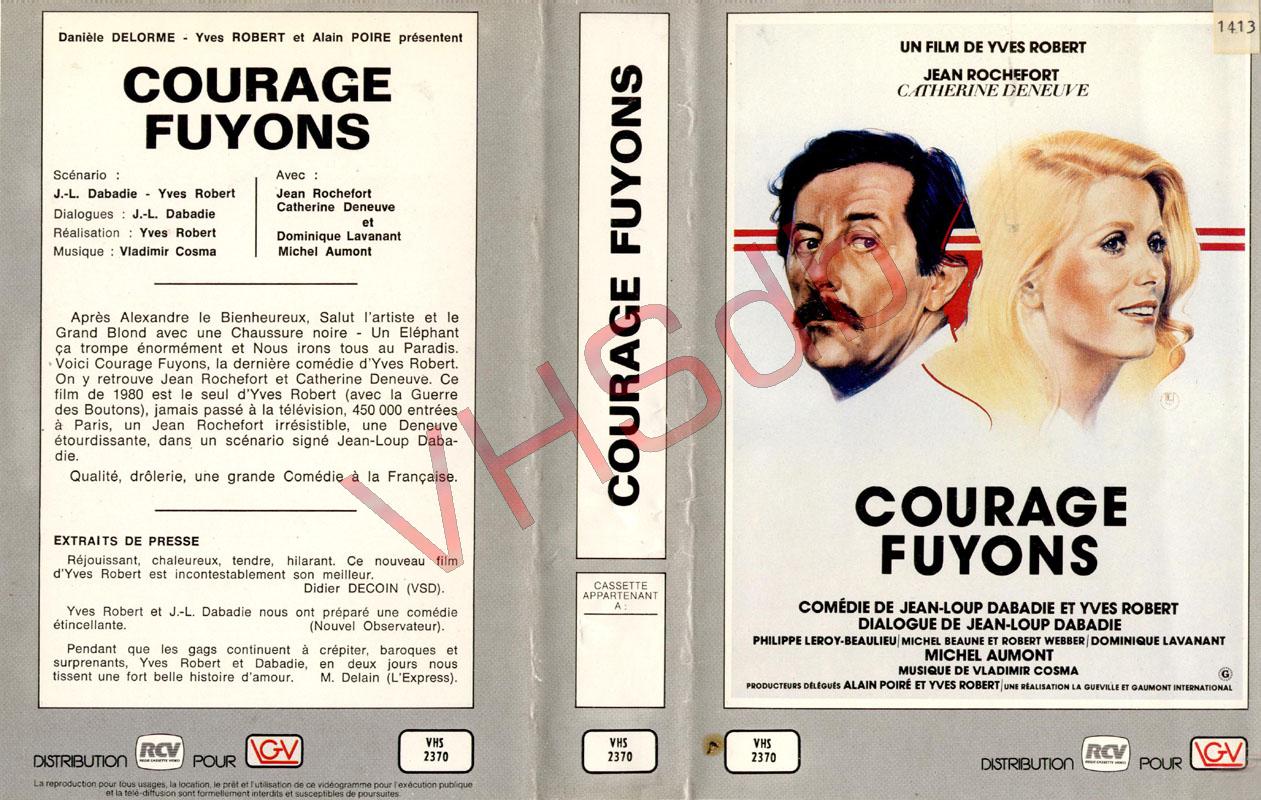 Danièle DELORME - Yves ROBERT et Alain POIRE présentent
COURAGE
FUYONS
Scénario :
J.-L. Dabadie - Yves Robert
Dialogues : J.-L. Dabadie
Réalisation : Yves Robert
Musique : Vladimir Cosma
Avec :
Jean Rochefort
Catherine Deneuve
et
Dominique Lavanant
Michel Aumont
Après Alexandre le Bienheureux, Salut l'artiste et le
Grand Blond avec une Chaussure noire - Un Eléphant
ça trompe énormément et Nous irons tous au Paradis.
Voici Courage Fuyons, la dernière comédie d'Yves Robert.
On y retrouve Jean Rochefort et Catherine Deneuve. Ce
film de 1980 est le seul d'Yves Robert (avec la Guerre
des Boutons), jamais passé à la télévision, 450 000 entrées
à Paris, un Jean Rochefort irrésistible, une Deneuve
étourdissante, dans un scénario signé Jean-Loup Daba-
die.
Qualité, drôlerie, une grande Comédie à la Française.
EXTRAITS DE PRESSE
Réjouissant, chaleureux, tendre, hilarant. Ce nouveau film
d'Yves Robert est incontestablement son meilleur.
Didier DECOIN (VSD).
Yves Robert et J.-L. Dabadie nous ont préparé une comédie
étincellante. (Nouvel Observateur).
Pendant que les gags continuent à crépiter, baroques et
surprenants, Yves Robert et Dabadie, en deux jours nous
tissent une fort belle histoire d'amour. M. Delain (L'Express).
DISTRIBUTION RCV POUR VGV
REGIE CASSETTE VIDEO
VHS
2370
La reproduction pour tous usages, la location, le prêt et l'utilisation de ce vidéogramme pour l'exécution publique
et la télé-diffusion sont formellement interdits et susceptibles de poursuites.
COURAGE FUYONS
CASSETTE
APPARTENANT
A :
VHS
2370
1413
UN FILM DE YVES ROBERT
JEAN ROCHEFORT
CATHERINE DENEUVE
COURAGE
FUYONS
COMÉDIE DE JEAN-LOUP DABADIE ET YVES ROBERT
DIALOGUE DE JEAN-LOUP DABADIE
PHILIPPE LEROY-BEAULIEU/MICHEL BEAUNE ET ROBERT WEBBER/DOMINIQUE LAVANANT
MICHEL AUMONT
MUSIQUE DE VLADIMIR COSMA
PRODUCTEURS DÉLÉGUÉS ALAIN POIRÉ ET YVES ROBERT/UNE RÉALISATION LA GUEVILLE ET GAUMONT INTERNATIONAL
G
VHS
2370
DISTRIBUTION RCV POUR VGV
REGIE CASSETTE VIDEO